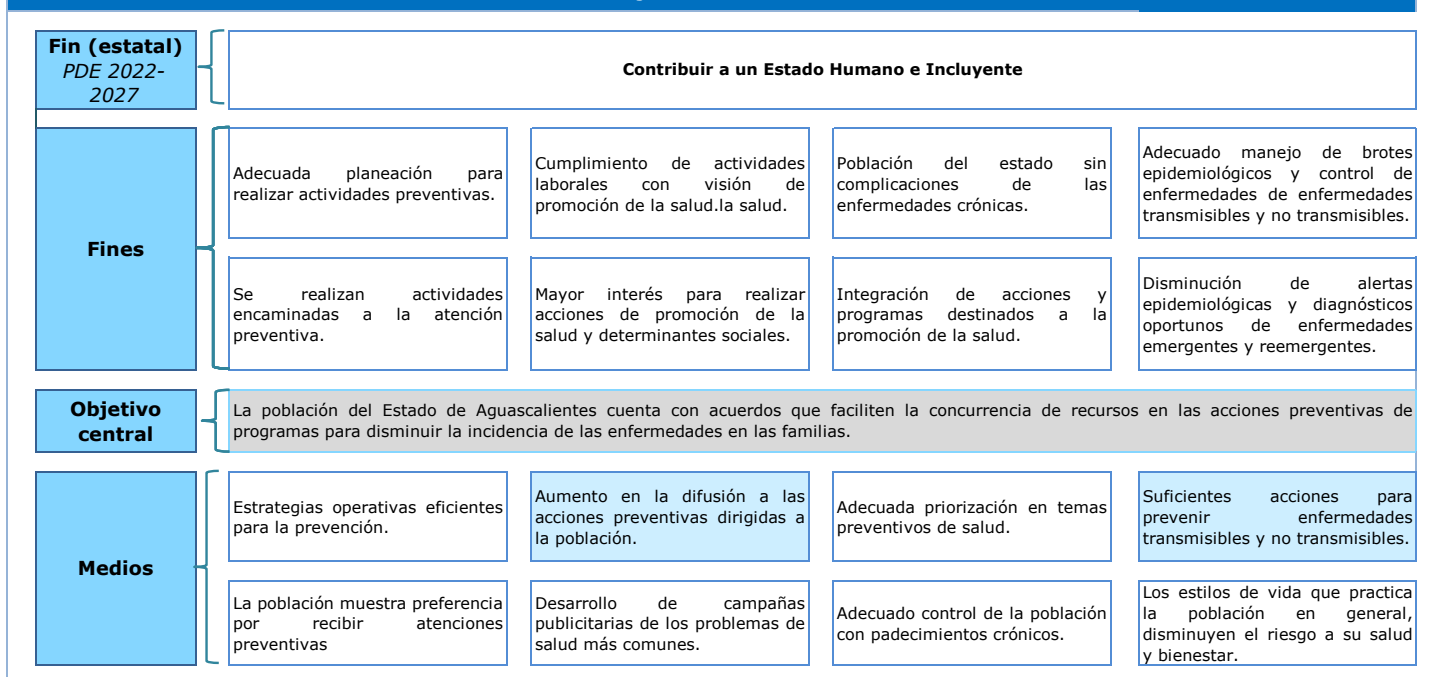 Fin (estatal)
PDE 2022-
2027
Contribuir a un Estado Humano e Incluyente
Fines
Adecuada planeación para
realizar actividades preventivas.
Cumplimiento de actividades
laborales con visión de
promoción de la salud.la salud.
Población del estado sin
complicaciones de las
enfermedades crónicas.
Adecuado manejo de brotes
epidemiológicos y control de
enfermedades de enfermedades
transmisibles y no transmisibles.
Se realizan actividades
encaminadas a la atención
preventiva.
Mayor interés para realizar
acciones de promoción de la
salud y determinantes sociales.
Integración de acciones y
programas destinados a la
promoción de la salud.
Disminución de alertas
epidemiológicas y diagnósticos
oportunos de enfermedades
emergentes y reemergentes.
Objetivo
central
La población del Estado de Aguascalientes cuenta con acuerdos que faciliten la concurrencia de recursos en las acciones preventivas de
programas para disminuir la incidencia de las enfermedades en las familias.
Medios
Estrategias operativas eficientes
para la prevención.
Aumento en la difusión a las
acciones preventivas dirigidas a
la población.
Adecuada priorización en temas
preventivos de salud.
Suficientes acciones para
prevenir enfermedades
transmisibles y no transmisibles.
La población muestra preferencia
por recibir atenciones
preventivas
Desarrollo de campañas
publicitarias de los problemas de
salud más comunes.
Adecuado control de la población
con padecimientos crónicos.
Los estilos de vida que practica
la población en general,
disminuyen el riesgo a su salud
y bienestar.